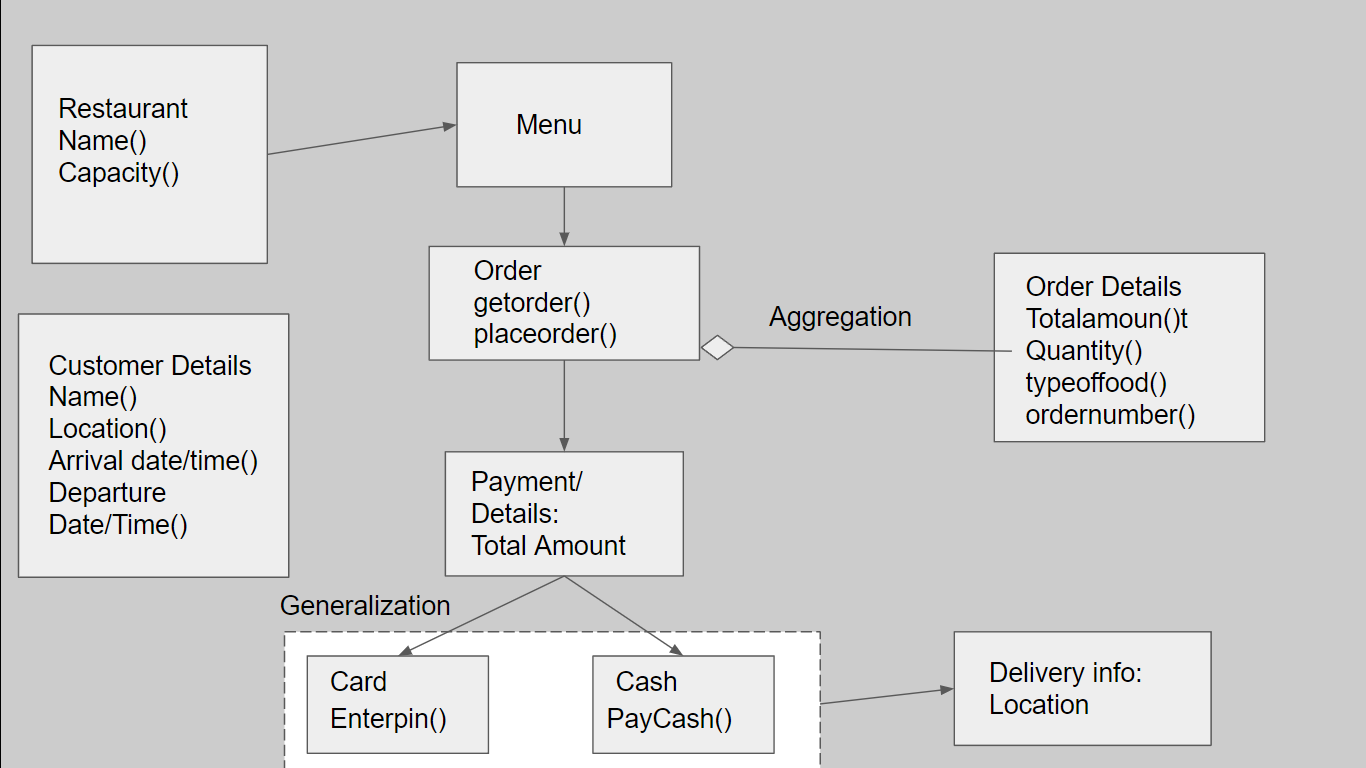 Restaurant
Name()
Capacity()
Menu
Order
getorder()
placeorder()
Aggregation
Order Details
Totalamoun()t
Quantity()
typeoffood()
ordernumber()
Customer Details
Name()
Location()
Arrival date/time()
Departure
Date/Time()
Payment/
Details:
Total Amount
Generalization
Card
Enterpin()
Cash
PayCash()
Delivery info:
Location